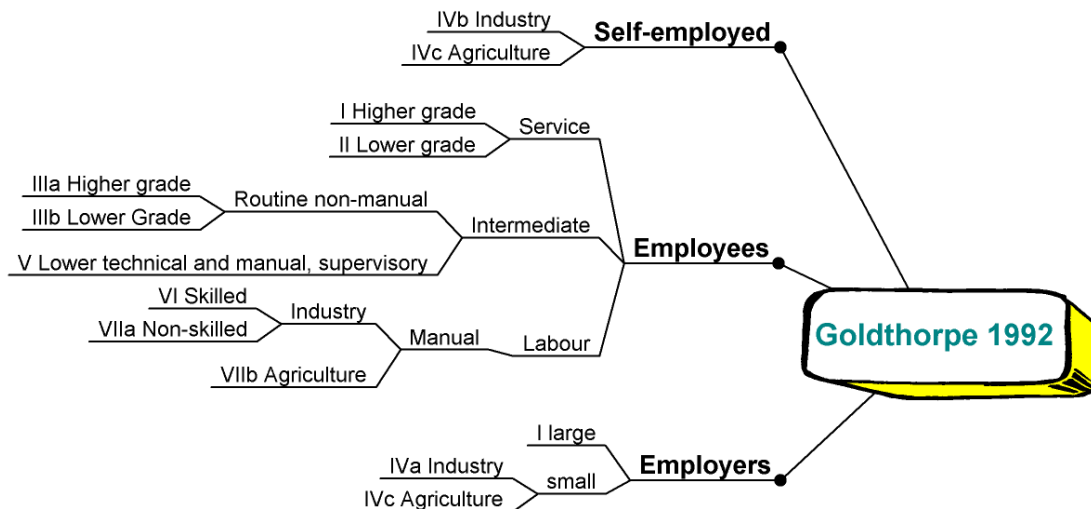 IVb Industry
Self-employed
IVc Agriculture
I Higher grade
Service
II Lower grade
IIIa Higher grade
Routine non-manual
IIIb Lower Grade
Intermediate
Employees
V Lower technical and manual, supervisory
VI Skilled
Industry
VIIa Non-skilled
Manual
Labour
VIIb Agriculture
Goldthorpe 1992
I large
Employers
IVa Industry
small
IVc Agriculture